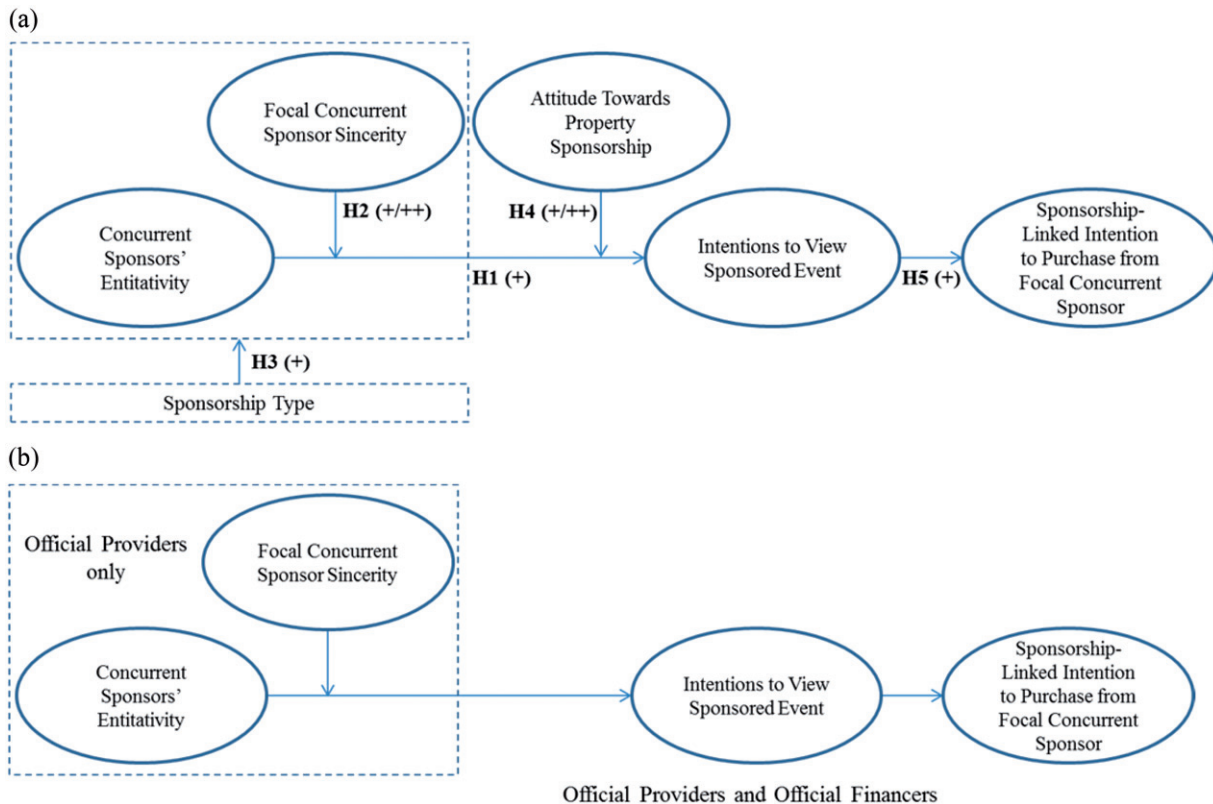 (a)
Focal Concurrent
Sponsor Sincerity
Attitude Towards
Property
Sponsorship
H2 (+/++)
H4 (+/++)
Concurrent
Sponsors’
Entitativity
H1 (+)
Intentions to View
Sponsored Event
H5 (+)
Sponsorship-
Linked Intention
to Purchase from
Focal Concurrent
Sponsor
H3 (+)
Sponsorship Type
(b)
Official Providers
only
Focal Concurrent
Sponsor Sincerity
Concurrent
Sponsors’
Entitativity
Intentions to View
Sponsored Event
Sponsorship-
Linked Intention
to Purchase from
Focal Concurrent
Sponsor
Official Providers and Official Financers